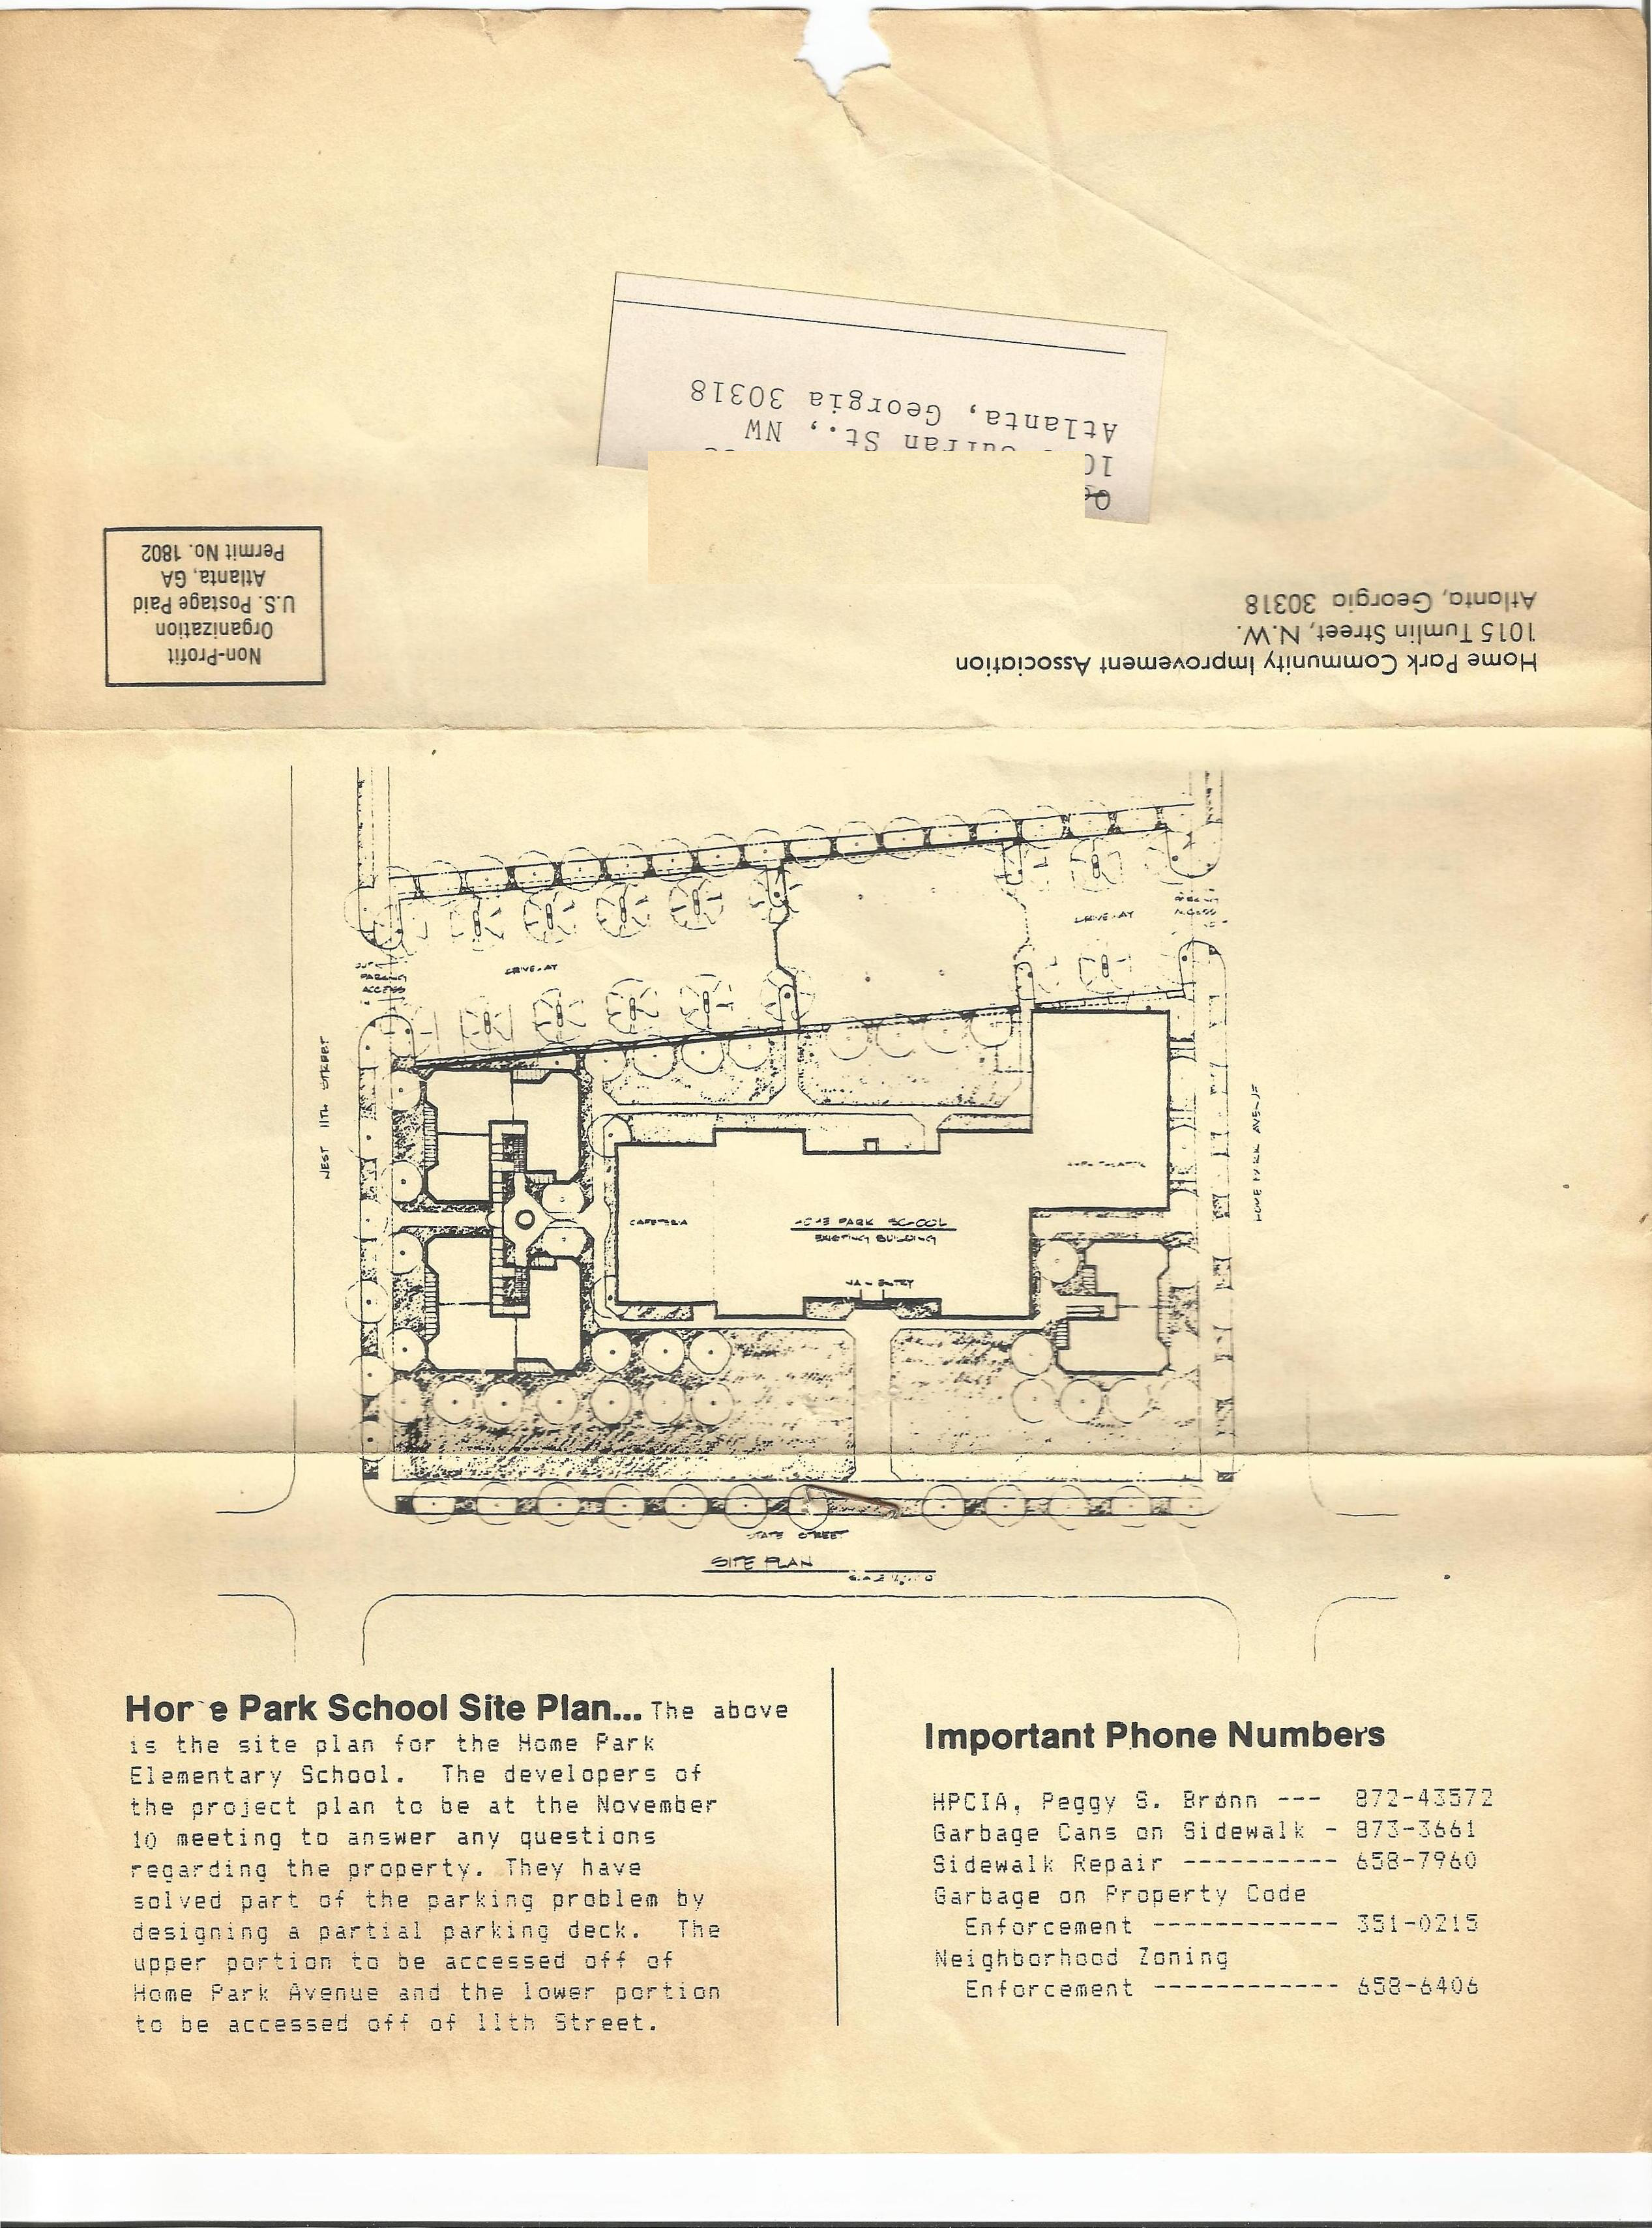 Atlanta, Georgia 30318
St., NW
10
Non-Profit
Organization
U.S. Postage Paid
Atlanta, GA
Permit No. 1802
Home Park Community Improvement Association
1015 Tumlin Street, N.W.
Atlanta, Georgia 30318
PARKING
ACCESS
WEST 11TH STREET
HOME PARK AVENUE
CAFETERIA
HOME PARK SCHOOL
EXISTING BUILDING
MAIN ENTRY
STATE STREET
SITE PLAN
SCALE
Home Park School Site Plan... The above
is the site plan for the Home Park
Elementary School. The developers of
the project plan to be at the November
10 meeting to answer any questions
regarding the property. They have
solved part of the parking problem by
designing a partial parking deck. The
upper portion to be accessed off of
Home Park Avenue and the lower portion
to be accessed off of 11th Street.
Important Phone Numbers
HPCIA, Peggy S. Brønn --- 872-43572
Garbage Cans on Sidewalk - 873-3661
Sidewalk Repair ---------- 658-7960
Garbage on Property Code
Enforcement ------------ 351-0215
Neighborhood Zoning
Enforcement ------------ 658-6406